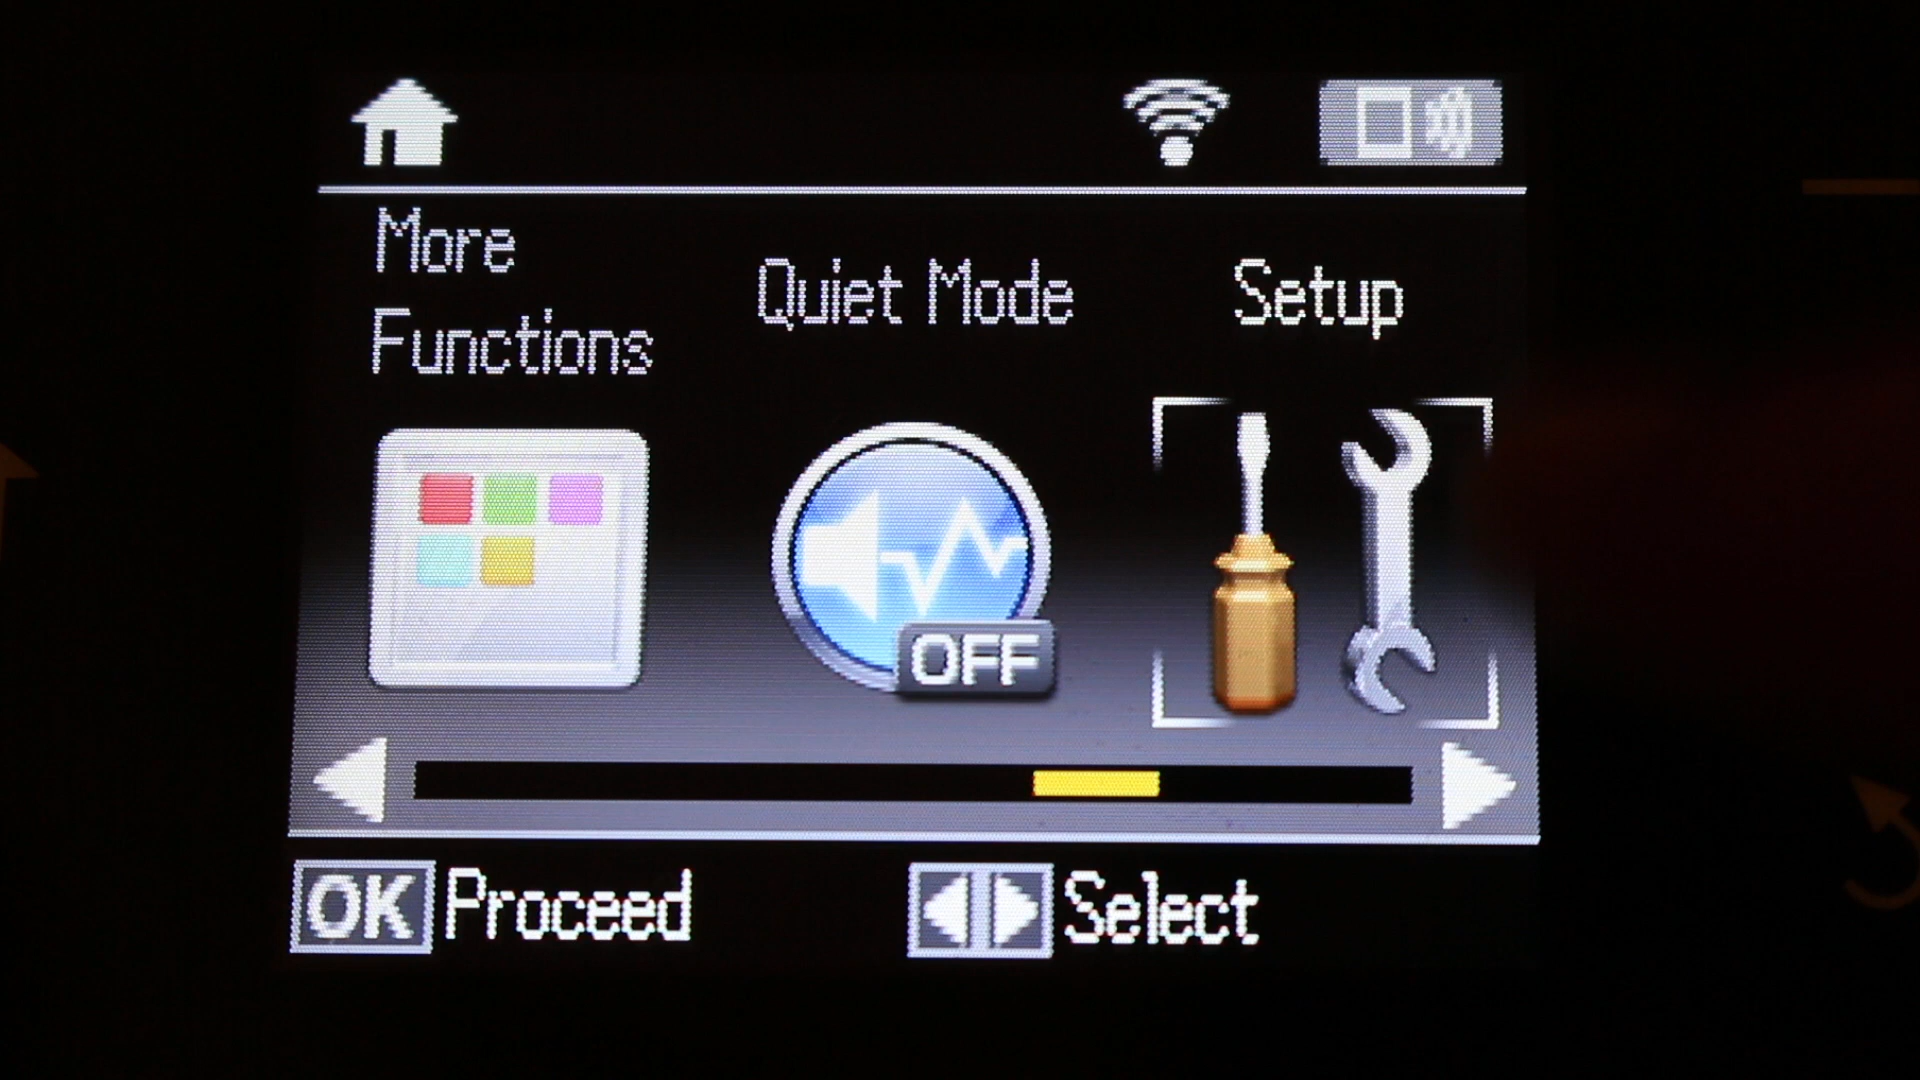 More
Functions
Quiet Mode
Setup
OFF
OK Proceed
Select